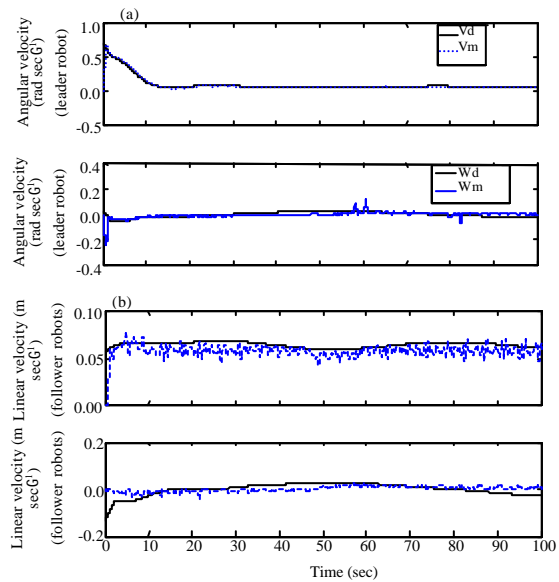 (a)
Angular velocity
(rad secG¹)
(leader robot)
1.0
0.5
0.0
-0.5
Vd
Vm
Angular velocity
(rad secG¹)
(leader robot)
0.4
0.2
0.0
-0.2
-0.4
Wd
Wm
(b)
Linear velocity (m
secG¹)
(follower robots)
0.10
0.05
0.00
Linear velocity (m
secG¹)
(follower robots)
0.2
0.0
-0.2
0 10 20 30 40 50 60 70 80 90 100
Time (sec)